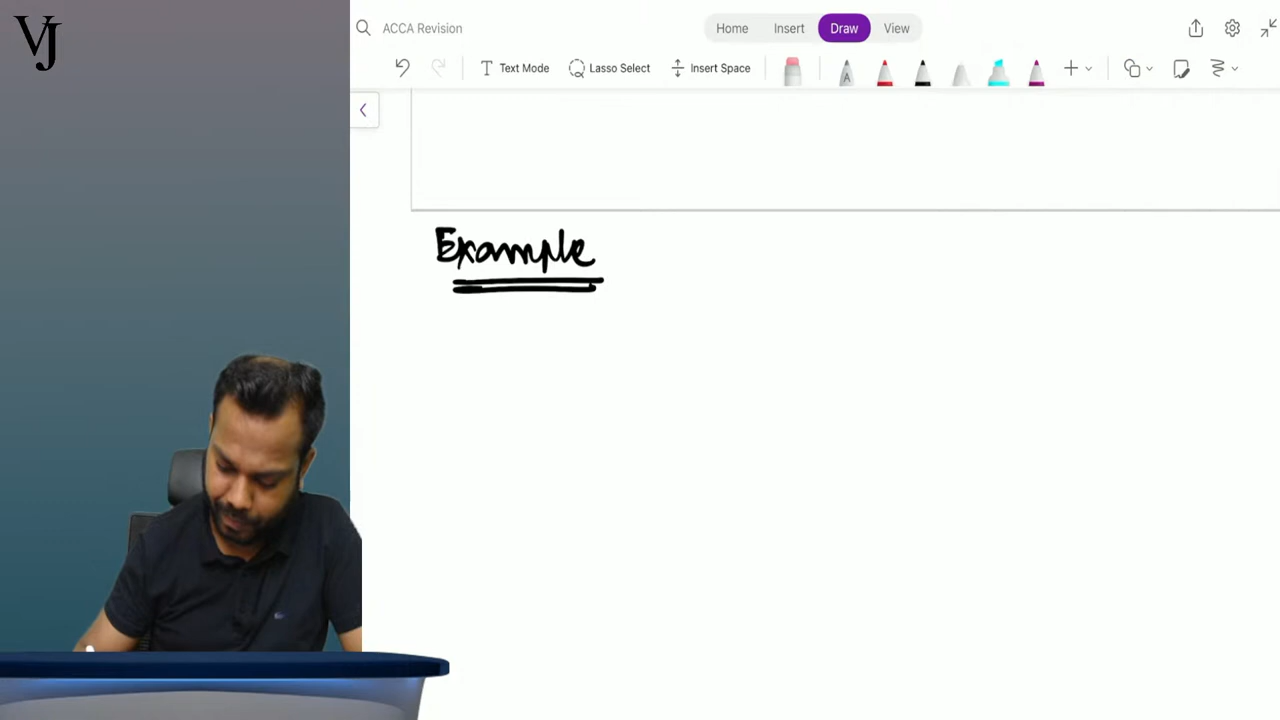 VJ
ACCA Revision
Home Insert Draw View
Text Mode Lasso Select Insert Space
A
Example